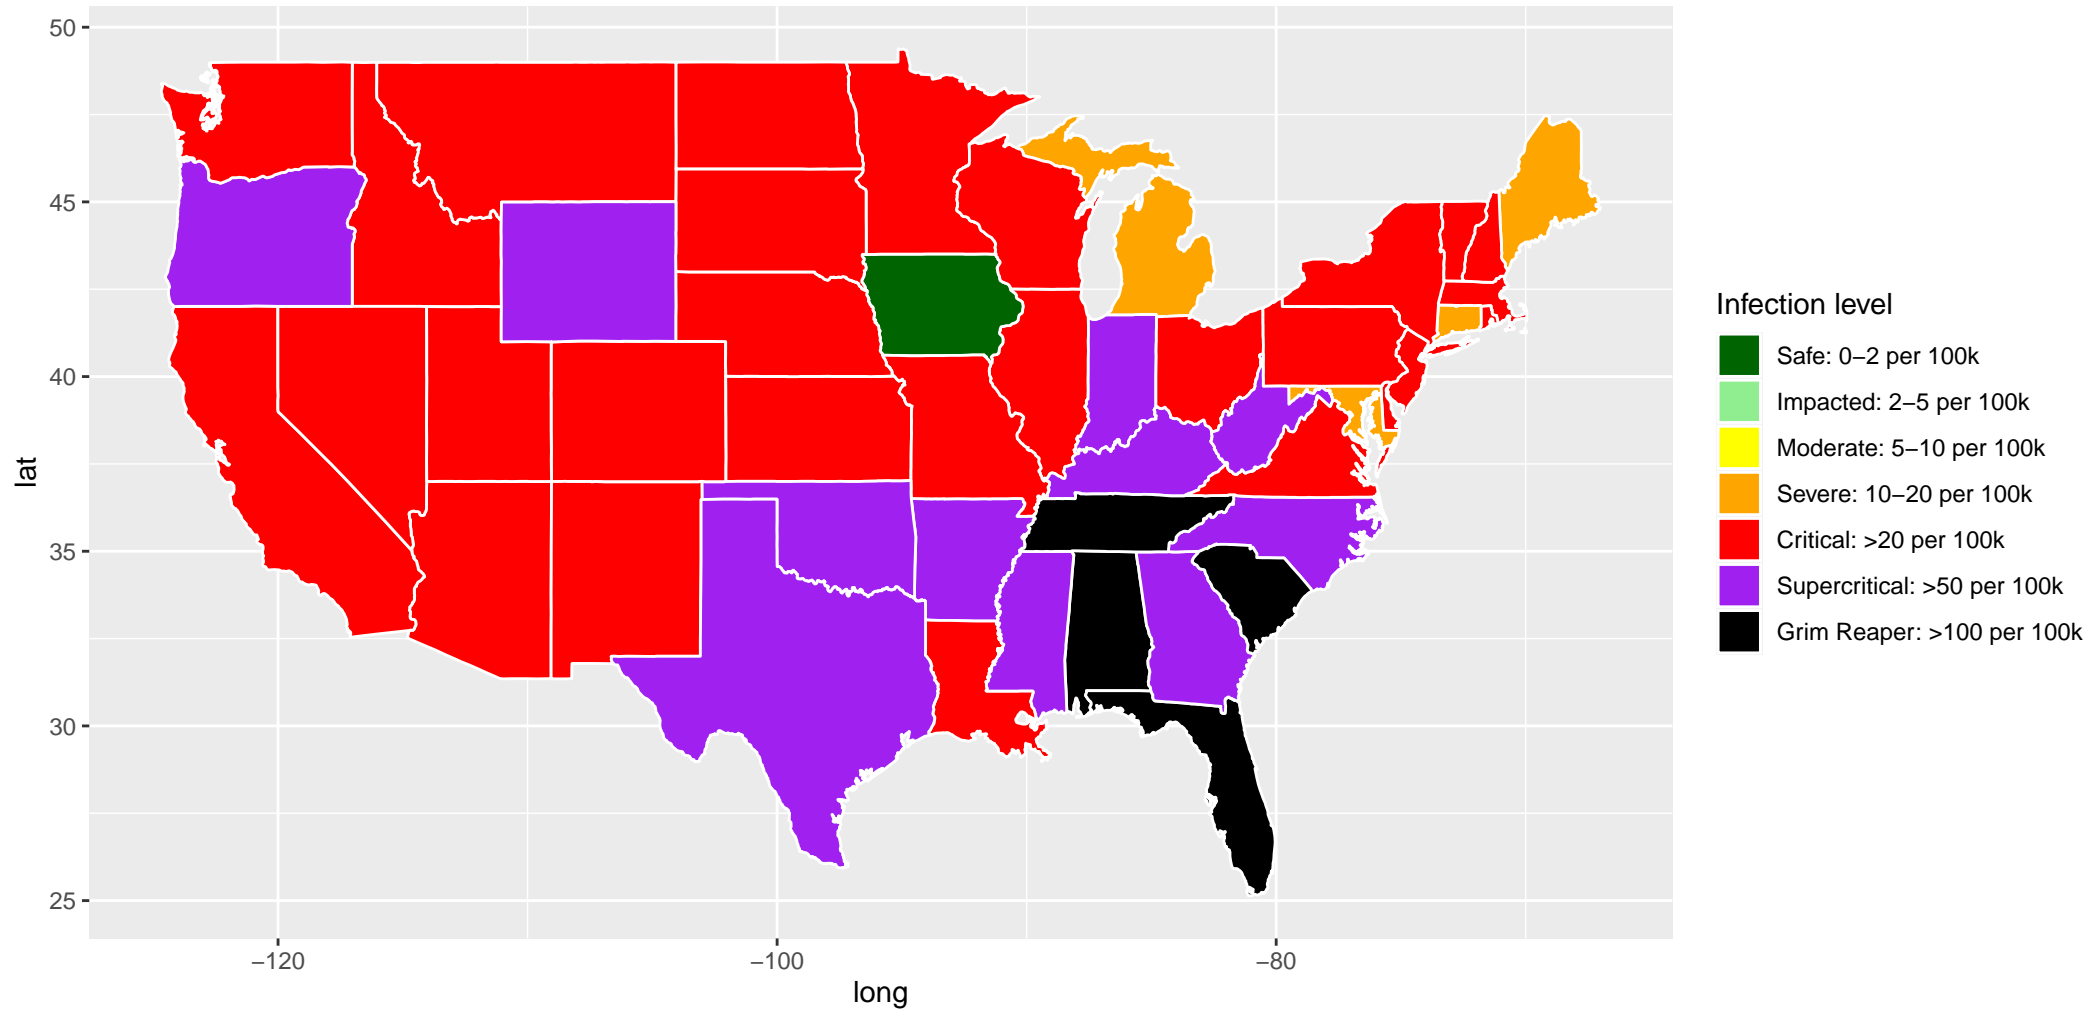 50
45
40
35
30
25
lat
−120
−100
−80
long
Infection level
Safe: 0−2 per 100k
Impacted: 2−5 per 100k
Moderate: 5−10 per 100k
Severe: 10−20 per 100k
Critical: >20 per 100k
Supercritical: >50 per 100k
Grim Reaper: >100 per 100k